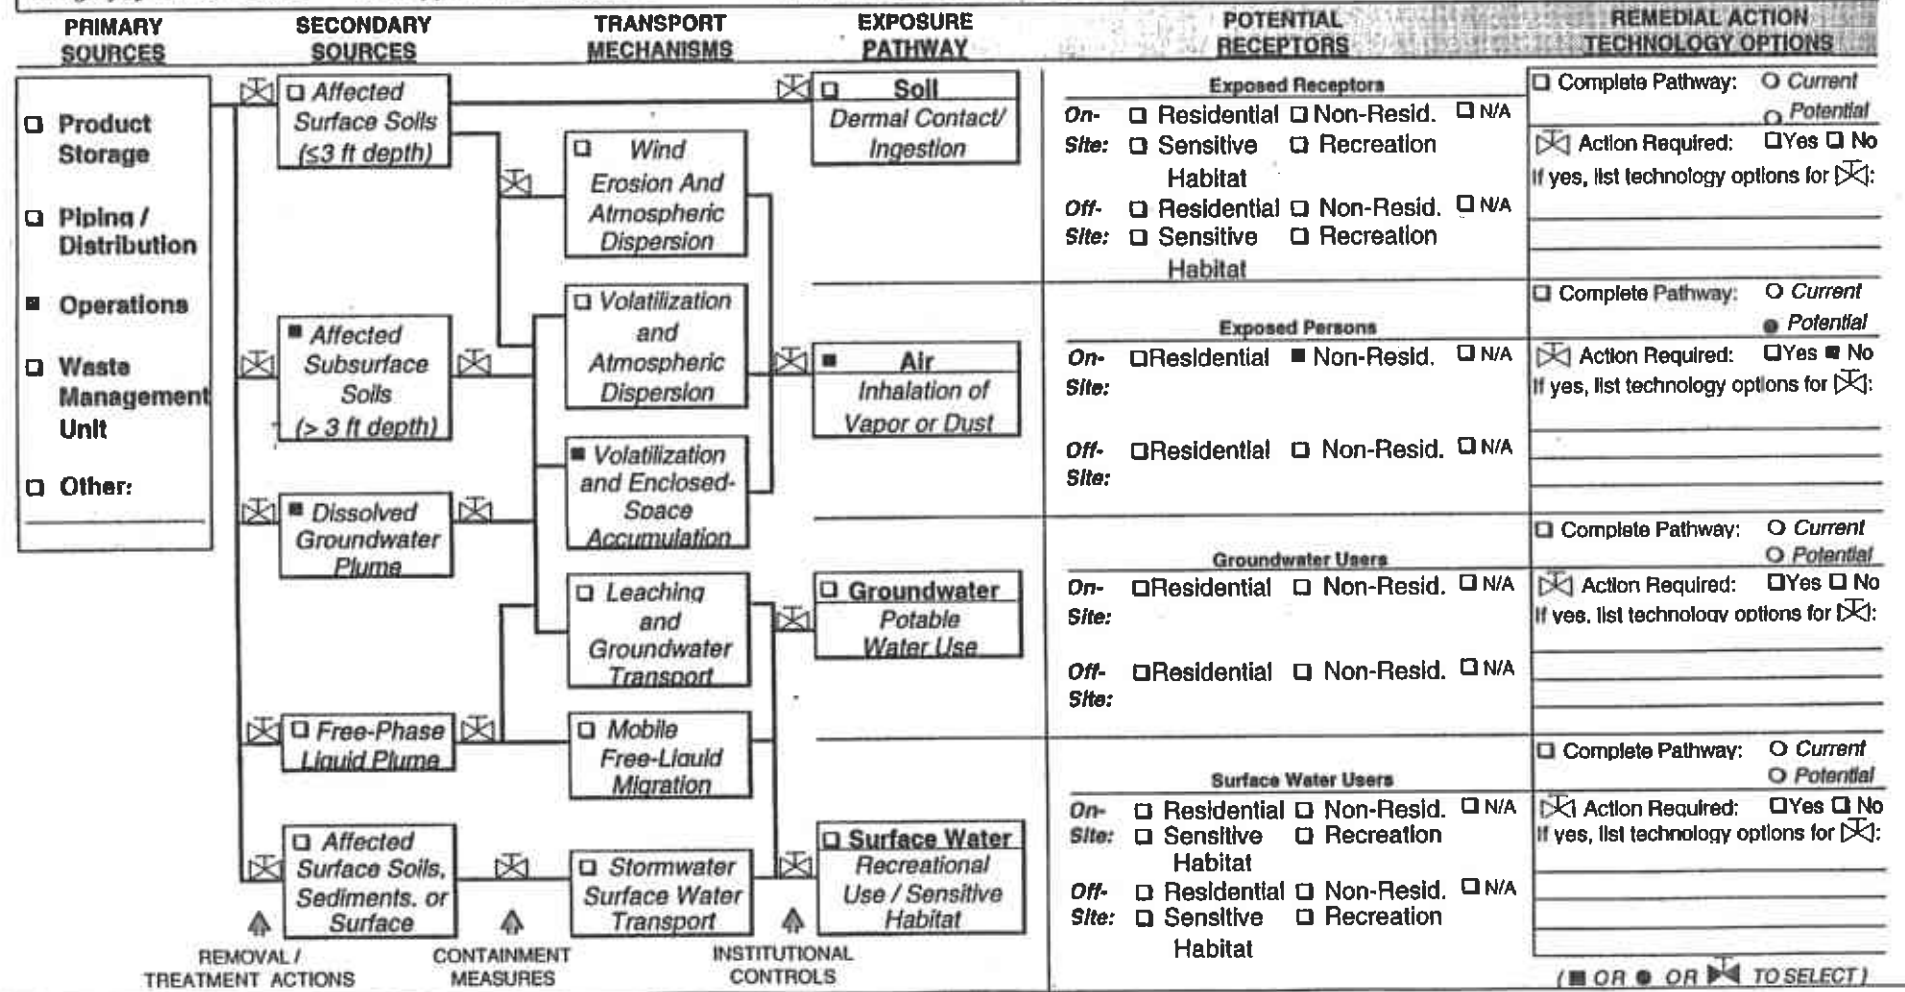 PRIMARY
SOURCES
SECONDARY
SOURCES
TRANSPORT
MECHANISMS
EXPOSURE
PATHWAY
POTENTIAL
RECEPTORS
REMEDIAL ACTION
TECHNOLOGY OPTIONS
☐ Product
Storage
☐ Piping /
Distribution
■ Operations
☐ Waste
Management
Unit
☐ Other:
☐ Affected
Surface Soils
(≤3 ft depth)
■ Affected
Subsurface
Soils
(> 3 ft depth)
■ Dissolved
Groundwater
Plume
☐ Free-Phase
Liquid Plume
☐ Affected
Surface Soils,
Sediments. or
Surface
☐ Wind
Erosion And
Atmospheric
Dispersion
☐ Volatilization
and
Atmospheric
Dispersion
■ Volatilization
and Enclosed-
Space
Accumulation
☐ Leaching
and
Groundwater
Transport
☐ Mobile
Free-Liquid
Migration
☐ Stormwater
Surface Water
Transport
☐ Soil
Dermal Contact/
Ingestion
■ Air
Inhalation of
Vapor or Dust
☐ Groundwater
Potable
Water Use
☐ Surface Water
Recreational
Use / Sensitive
Habitat
REMOVAL /
TREATMENT ACTIONS
CONTAINMENT
MEASURES
INSTITUTIONAL
CONTROLS
Exposed Receptors
On- ☐ Residential ☐ Non-Resid. ☐ N/A
Site: ☐ Sensitive ☐ Recreation
Habitat
Off- ☐ Residential ☐ Non-Resid. ☐ N/A
Site: ☐ Sensitive ☐ Recreation
Habitat
☐ Complete Pathway: ○ Current
○ Potential
Action Required: ☐Yes ☐ No
If yes, list technology options for :
Exposed Persons
On- ☐Residential ■ Non-Resid. ☐ N/A
Site:
Off- ☐Residential ☐ Non-Resid. ☐ N/A
Site:
☐ Complete Pathway: ○ Current
● Potential
Action Required: ☐Yes ■ No
If yes, list technology options for :
Groundwater Users
On- ☐Residential ☐ Non-Resid. ☐ N/A
Site:
Off- ☐Residential ☐ Non-Resid. ☐ N/A
Site:
☐ Complete Pathway: ○ Current
○ Potential
Action Required: ☐Yes ☐ No
If yes. list technology options for :
Surface Water Users
On- ☐ Residential ☐ Non-Resid. ☐ N/A
Site: ☐ Sensitive ☐ Recreation
Habitat
Off- ☐ Residential ☐ Non-Resid. ☐ N/A
Site: ☐ Sensitive ☐ Recreation
Habitat
☐ Complete Pathway: ○ Current
○ Potential
Action Required: ☐Yes ☐ No
If yes, list technology options for :
( ■ OR ● OR TO SELECT )